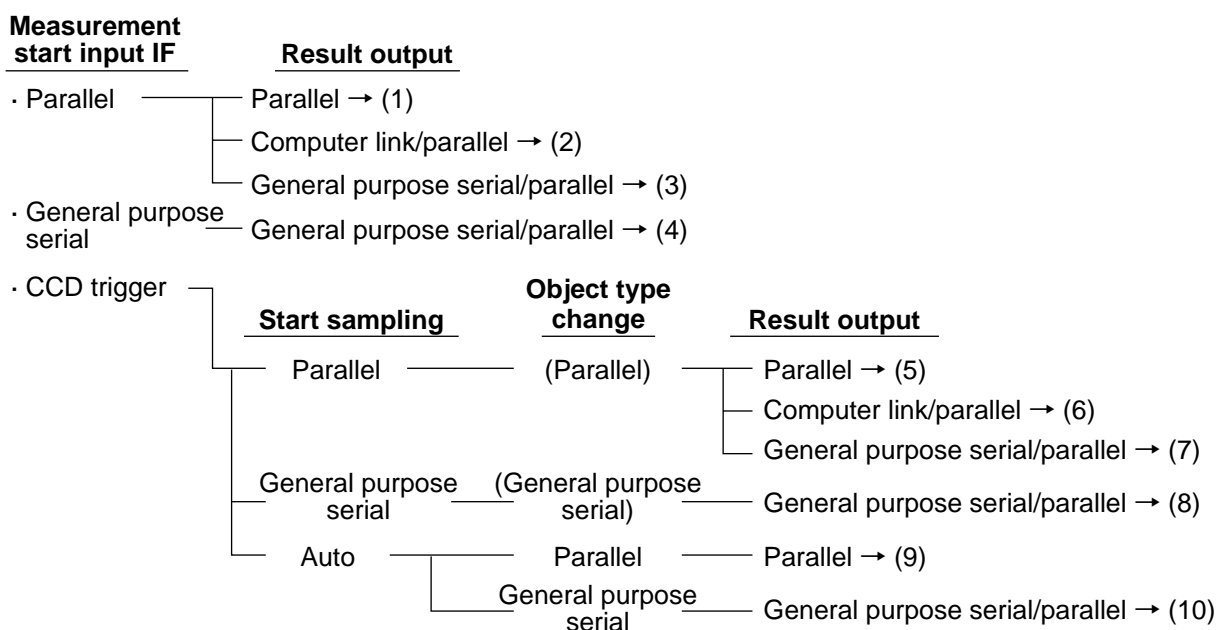 Measurement
start input IF
Result output
· Parallel
Parallel → (1)
Computer link/parallel → (2)
General purpose serial/parallel → (3)
· General purpose
serial
General purpose serial/parallel → (4)
· CCD trigger
Start sampling
Object type
change
Result output
Parallel
(Parallel)
Parallel → (5)
Computer link/parallel → (6)
General purpose serial/parallel → (7)
General purpose
serial
(General purpose
serial)
General purpose serial/parallel → (8)
Auto
Parallel
Parallel → (9)
General purpose
serial
General purpose serial/parallel → (10)